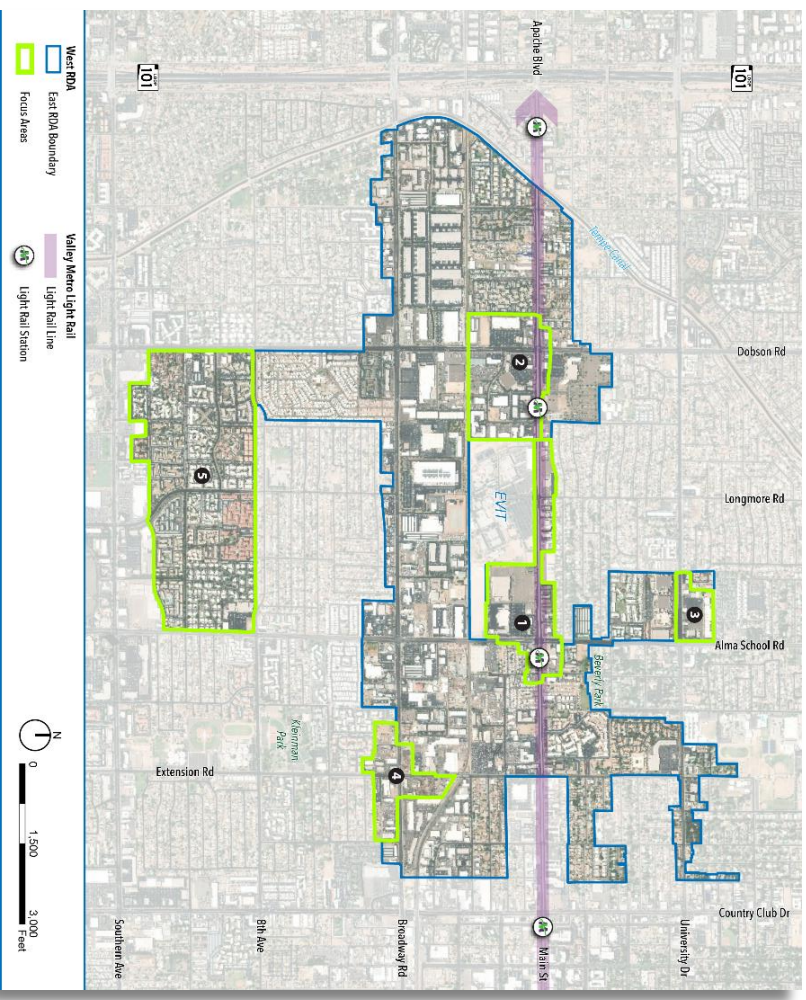 West RDA
East RDA Boundary
Focus Areas
Valley Metro Light Rail
Light Rail Line
M
Light Rail Station
N
0
1,500
3,000
Feet
LOOP
101
LOOP
101
Apache Blvd
M
Tempe Canal
Dobson Rd
2
M
Longmore Rd
EVIT
5
3
1
Alma School Rd
M
Beverly Park
Kleinman
Park
Extension Rd
4
Country Club Dr
M
Southern Ave
8th Ave
Broadway Rd
Main St
University Dr